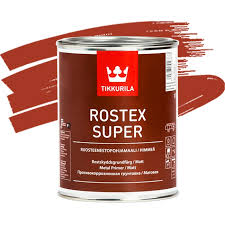 TIKKURILA
ROSTEX
SUPER
RUOSTEENESTOPOHJAMAALI / HIMMEÄ
Rostskyddsgrundfärg / Matt
Metal Primer / Matt
Противокоррозионная грунтовка / Матовая